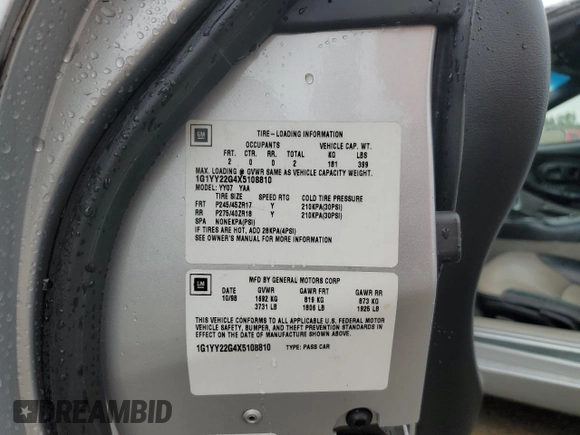 GM
TIRE-LOADING INFORMATION
OCCUPANTS VEHICLE CAP. WT.
FRT. CTR. RR. TOTAL KG LBS
2 0 0 2 181 399
MAX. LOADING @ GVWR SAME AS VEHICLE CAPACITY WEIGHT.
1G1YY22G4X5108810
MODEL: YY07 YAA
TIRE SIZE SPEED RTG COLD TIRE PRESSURE
FRT P245/45ZR17 Y 210KPA(30PSI)
RR P275/40ZR18 Y 210KPA(30PSI)
SPA NONEKPA(PSI)
IF TIRES ARE HOT, ADD 28KPA(4PSI)
SEE OWNER'S MANUAL FOR MORE INFORMATION
GM
MFD BY GENERAL MOTORS CORP
DATE GVWR GAWR FRT GAWR RR
10/98 1692 KG 819 KG 873 KG
3731 LB 1806 LB 1925 LB
THIS VEHICLE CONFORMS TO ALL APPLICABLE U.S. FEDERAL MOTOR
VEHICLE SAFETY, BUMPER, AND THEFT PREVENTION STANDARDS IN
EFFECT ON THE DATE OF MANUFACTURE SHOWN ABOVE.
1G1YY22G4X5108810 TYPE: PASS CAR
DREAMBID